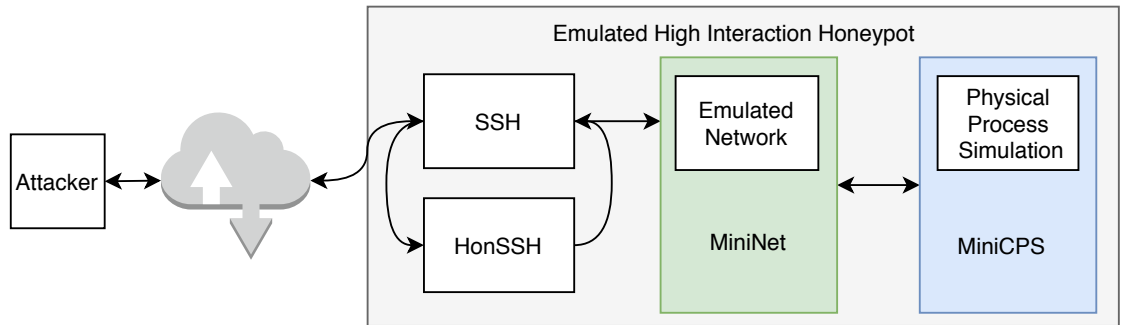 Emulated High Interaction Honeypot
Attacker
SSH
HonSSH
Emulated
Network
MiniNet
Physical
Process
Simulation
MiniCPS